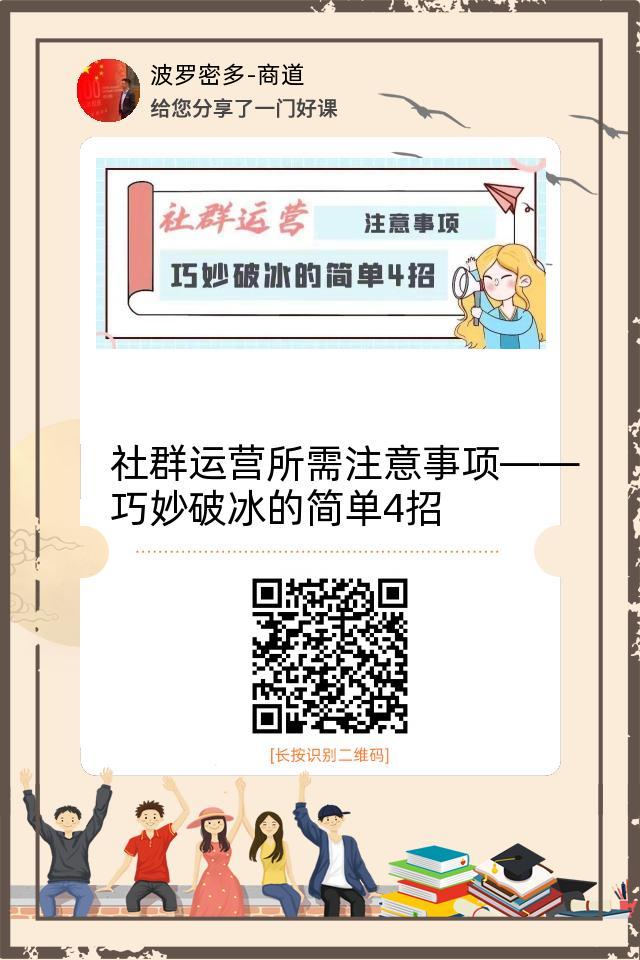 波罗密多-商道
给您分享了一门好课
社群运营
注意事项
巧妙破冰的简单4招
社群运营所需注意事项——
巧妙破冰的简单4招
[长按识别二维码]